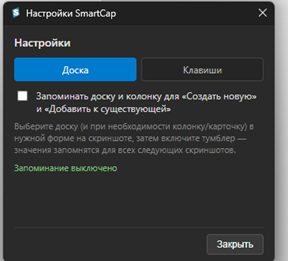 Настройки SmartCap
Настройки
Доска
Клавиши
Запоминать доску и колонку для «Создать новую»
и «Добавить к существующей»
Выберите доску (и при необходимости колонку/карточку) в
нужной форме на скриншоте, затем включите тумблер —
значения запомнятся для всех следующих скриншотов.
Запоминание выключено
Закрыть